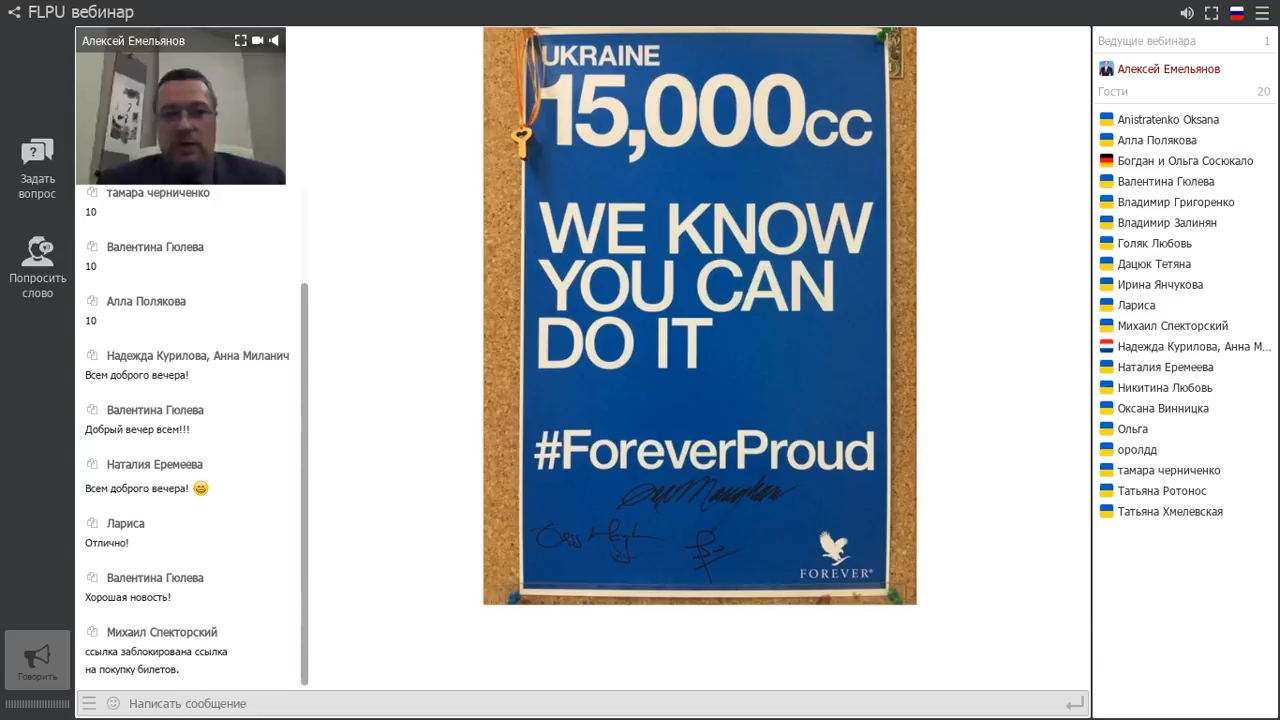 FLPU вебинар
Алексей Емельянов
Задать
вопрос
Попросить
слово
Говорить
тамара черниченко
10
Валентина Гюлева
10
Алла Полякова
10
Надежда Курилова, Анна Миланич
Всем доброго вечера!
Валентина Гюлева
Добрый вечер всем!!!
Наталия Еремеева
Всем доброго вечера!
Лариса
Отлично!
Валентина Гюлева
Хорошая новость!
Михаил Спекторский
ссылка заблокирована ссылка
на покупку билетов.
Написать сообщение
UKRAINE
15,000cc
WE KNOW
YOU CAN
DO IT
#ForeverProud
FOREVER®
Ведущие вебинара 1
Алексей Емельянов
Гости 20
Anistratenko Oksana
Алла Полякова
Богдан и Ольга Сосюкало
Валентина Гюлева
Владимир Григоренко
Владимир Залинян
Голяк Любовь
Дацюк Тетяна
Ирина Янчукова
Лариса
Михаил Спекторский
Надежда Курилова, Анна М...
Наталия Еремеева
Никитина Любовь
Оксана Винницка
Ольга
оролдд
тамара черниченко
Татьяна Ротонос
Татьяна Хмелевская